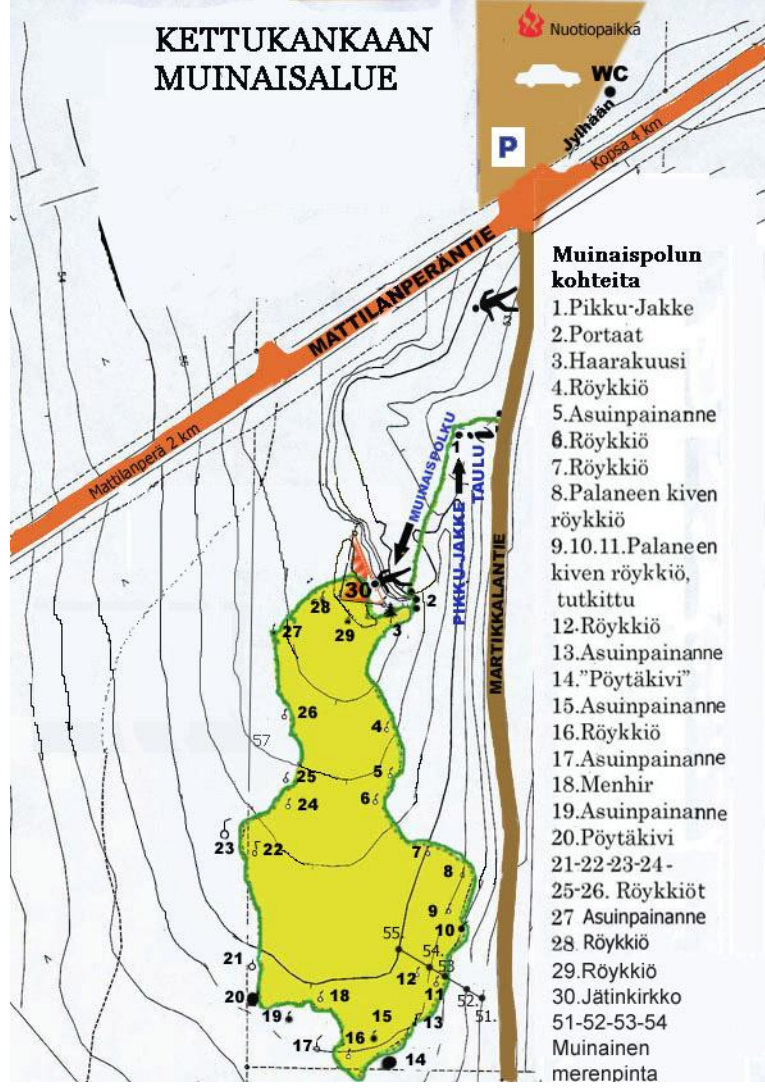 KETTUKANKAAN
MUINAISALUE
Nuotiopaikka
WC
Jylhään
P
Kopsa 4 km
MATTILANPERÄNTIE
Mattilanperä 2 km
MUINAISPOLKU
PIKKU-JAKKE
TAULU
i
MARTIKKALANTIE
Muinaispolun
kohteita
1.Pikku-Jakke
2.Portaat
3.Haarakuusi
4.Röykkiö
5.Asuinpainanne
6.Röykkiö
7.Röykkiö
8.Palaneen kiven
röykkiö
9.10.11.Palaneen
kiven röykkiö,
tutkittu
12.Röykkiö
13.Asuinpainanne
14."Pöytäkivi"
15.Asuinpainanne
16.Röykkiö
17.Asuinpainanne
18.Menhir
19.Asuinpainanne
20.Pöytäkivi
21-22-23-24-
25-26. Röykkiöt
27 Asuinpainanne
28. Röykkiö
29.Röykkiö
30.Jätinkirkko
51-52-53-54
Muinainen
merenpinta
54
53
1
30
2
28
3
29
27
26
4
57
25
5
24
6
23
22
7
8
9
10
55.
54.
53
21
12
11
52.
51.
20
18
19
15
13
17
16
14